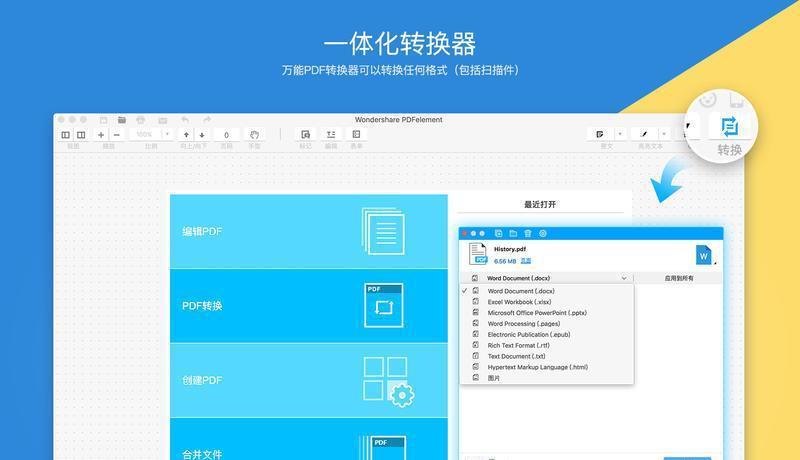 一体化转换器
万能PDF转换器可以转换任何格式（包括扫描件）
Wondershare PDFelement
100%
0
视图
缩放
比例
向上/向下
页码
手型
标记
编辑
表单
高亮文本
转换
最近打开
编辑PDF
PDF转换
PDF
创建PDF
合并文件
PDF
History.pdf
PDF
6.56 MB
W
Word Document (.docx)
应用到所有
Word Document (.docx)
Excel Workbook (.xlsx)
Microsoft Office PowerPoint (.pptx)
Word Processing (.pages)
Electronic Publication (.epub)
Rich Text Format (.rtf)
Text Document (.txt)
Hypertext Markup Language (.html)
图片